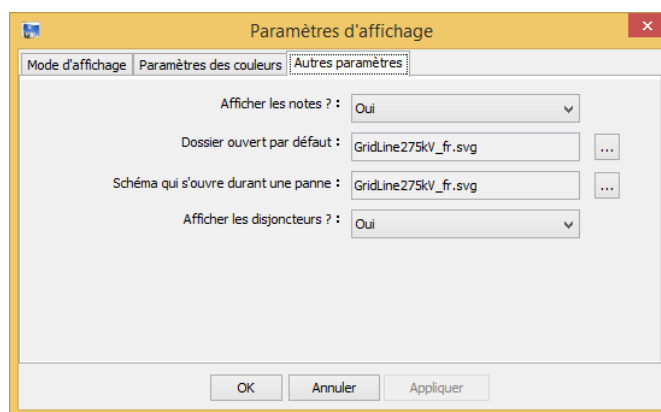 Paramètres d'affichage
Mode d'affichage Paramètres des couleurs Autres paramètres
Afficher les notes ? : Oui
Dossier ouvert par défaut : GridLine275kV_fr.svg ...
Schéma qui s'ouvre durant une panne : GridLine275kV_fr.svg ...
Afficher les disjoncteurs ? : Oui
OK Annuler Appliquer